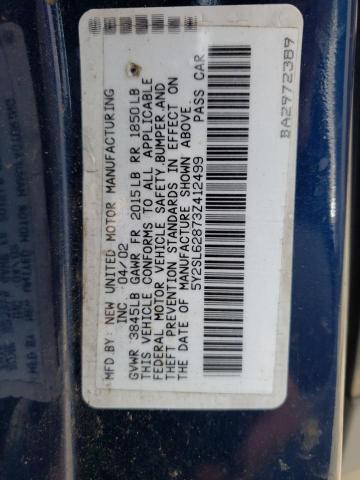 MFD BY: NEW UNITED MOTOR MANUFACTURING
INC 04/02
GVWR 3845LB GAWR FR 2015LB RR 1850LB
THIS VEHICLE CONFORMS TO ALL APPLICABLE
FEDERAL MOTOR VEHICLE SAFETY,BUMPER,AND
THEFT PREVENTION STANDARDS IN EFFECT ON
THE DATE OF MANUFACTURE SHOWN ABOVE.
5Y2SL62873Z412499 PASS CAR
BA2972389